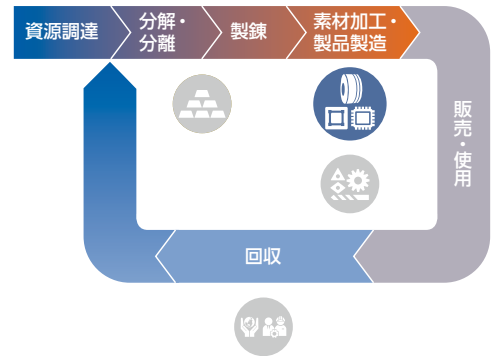 資源調達
分解・
分離
製錬
素材加工・
製品製造
販売・使用
回収